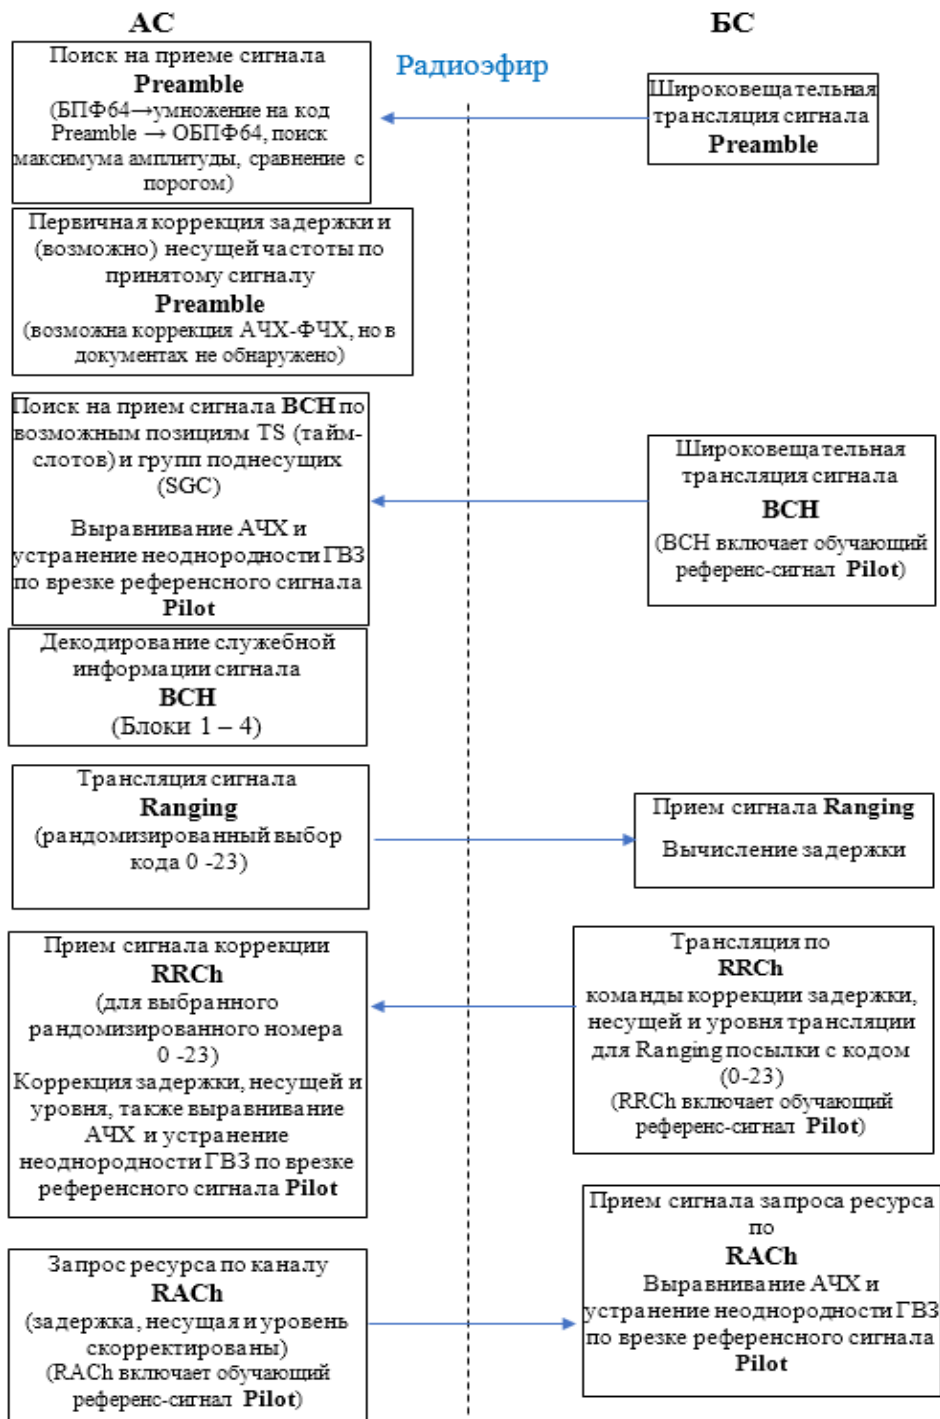 АС
БС
Радиоэфир
Поиск на приеме сигнала
Preamble
(БПФ64→умножение на код
Preamble → ОБПФ64, поиск
максимума амплитуды, сравнение с
порогом)
Широковещательная
трансляция сигнала
Preamble
Первичная коррекция задержки и
(возможно) несущей частоты по
принятому сигналу
Preamble
(возможна коррекция АЧХ-ФЧХ, но в
документах не обнаружено)
Поиск на прием сигнала BCH по
возможным позициям TS (тайм-
слотов) и групп поднесущих
(SGC)
Выравнивание АЧХ и
устранение неоднородности ГВЗ
по врезке референсного сигнала
Pilot
Широковещательная
трансляция сигнала
BCH
(BCH включает обучающий
референс-сигнал Pilot)
Декодирование служебной
информации сигнала
BCH
(Блоки 1 – 4)
Трансляция сигнала
Ranging
(рандомизированный выбор
кода 0 -23)
Прием сигнала Ranging
Вычисление задержки
Прием сигнала коррекции
RRCh
(для выбранного
рандомизированного номера
0 -23)
Коррекция задержки, несущей и
уровня, также выравнивание
АЧХ и устранение
неоднородности ГВЗ по врезке
референсного сигнала Pilot
Трансляция по
RRCh
команды коррекции задержки,
несущей и уровня трансляции
для Ranging посылки с кодом
(0-23)
(RRCh включает обучающий
референс-сигнал Pilot)
Запрос ресурса по каналу
RACh
(задержка, несущая и уровень
скорректированы)
(RACh включает обучающий
референс-сигнал Pilot)
Прием сигнала запроса ресурса
по
RACh
Выравнивание АЧХ и
устранение неоднородности ГВЗ
по врезке референсного сигнала
Pilot